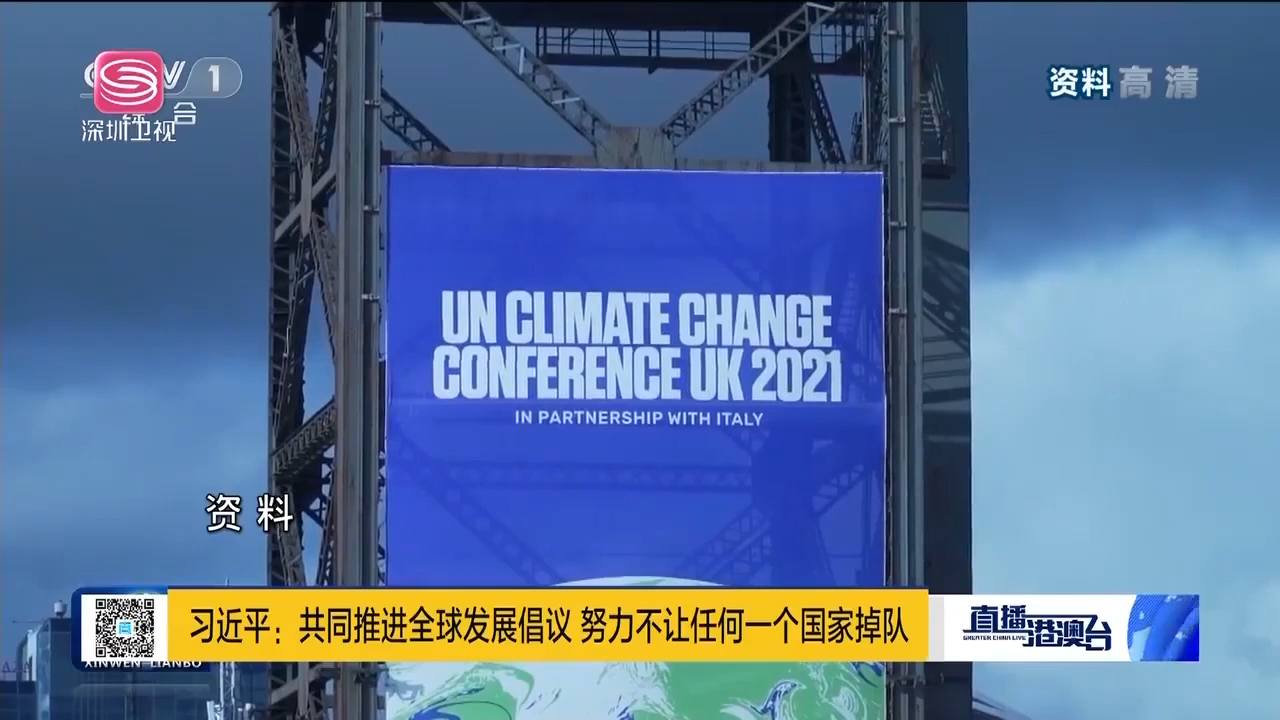 1
深圳卫视
资料 高清
UN CLIMATE CHANGE
CONFERENCE UK 2021
IN PARTNERSHIP WITH ITALY
资料
习近平：共同推进全球发展倡议 努力不让任何一个国家掉队
直播港澳台
GREATER CHINA LIVE
XINWEN LIANBO